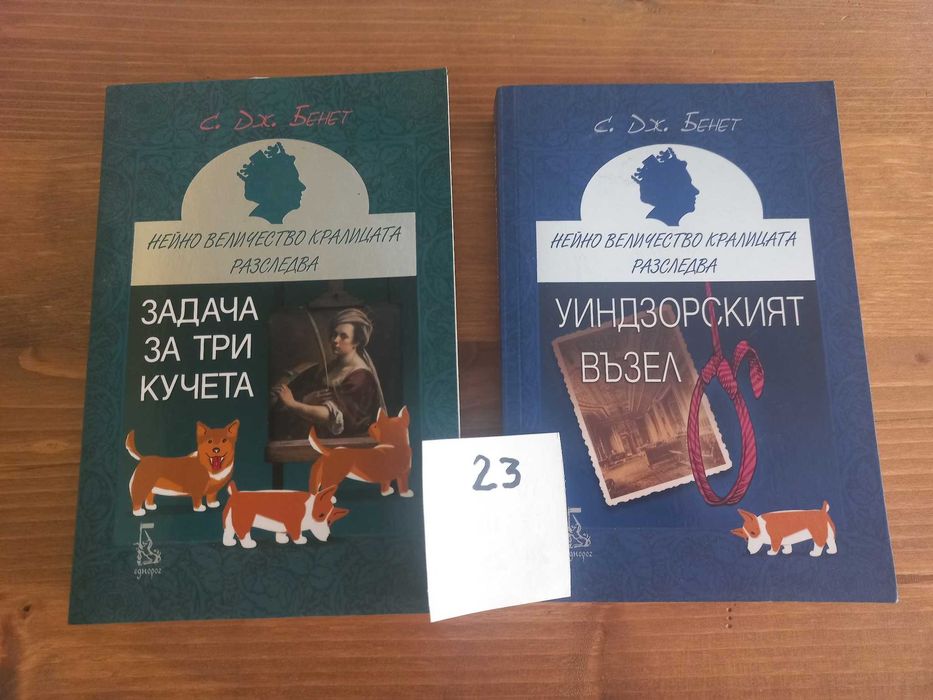 С. Дж. Бенет
НЕЙНО ВЕЛИЧЕСТВО КРАЛИЦАТА
РАЗСЛЕДВА
ЗАДАЧА
ЗА ТРИ
КУЧЕТА
еднорог
С. Дж. Бенет
НЕЙНО ВЕЛИЧЕСТВО КРАЛИЦАТА
РАЗСЛЕДВА
УИНДЗОРСКИЯТ
ВЪЗЕЛ
еднорог
23